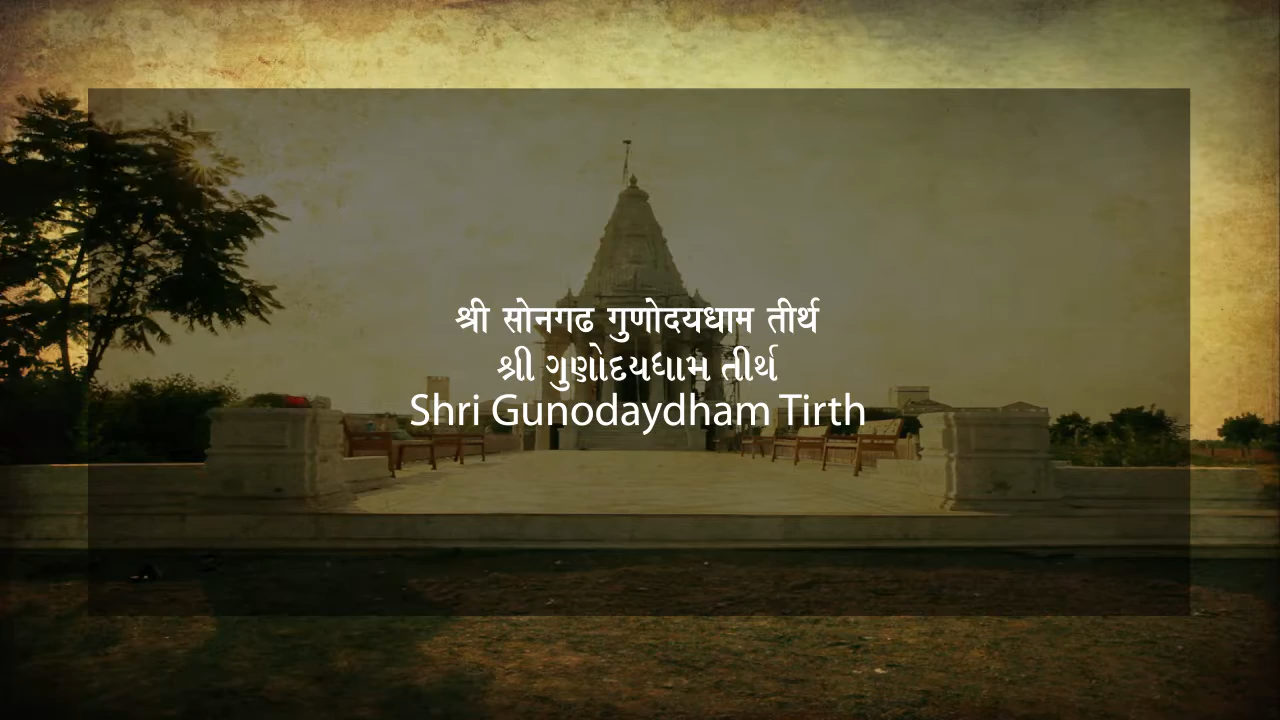 श्री सोनगढ गुणोदयधाम तीर्थ
શ્રી ગુણોદયધામ તીર્થ
Shri Gunodaydham Tirth